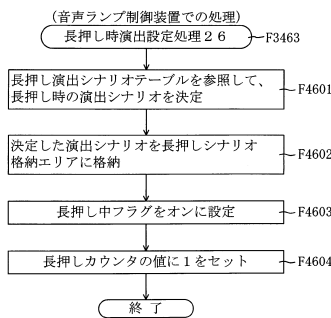 (音声ランプ制御装置での処理)
長押し時演出設定処理26
F3463
長押し演出シナリオテーブルを参照して、
長押し時の演出シナリオを決定
F4601
決定した演出シナリオを長押しシナリオ
格納エリアに格納
F4602
長押し中フラグをオンに設定
F4603
長押しカウンタの値に1をセット
F4604
終了